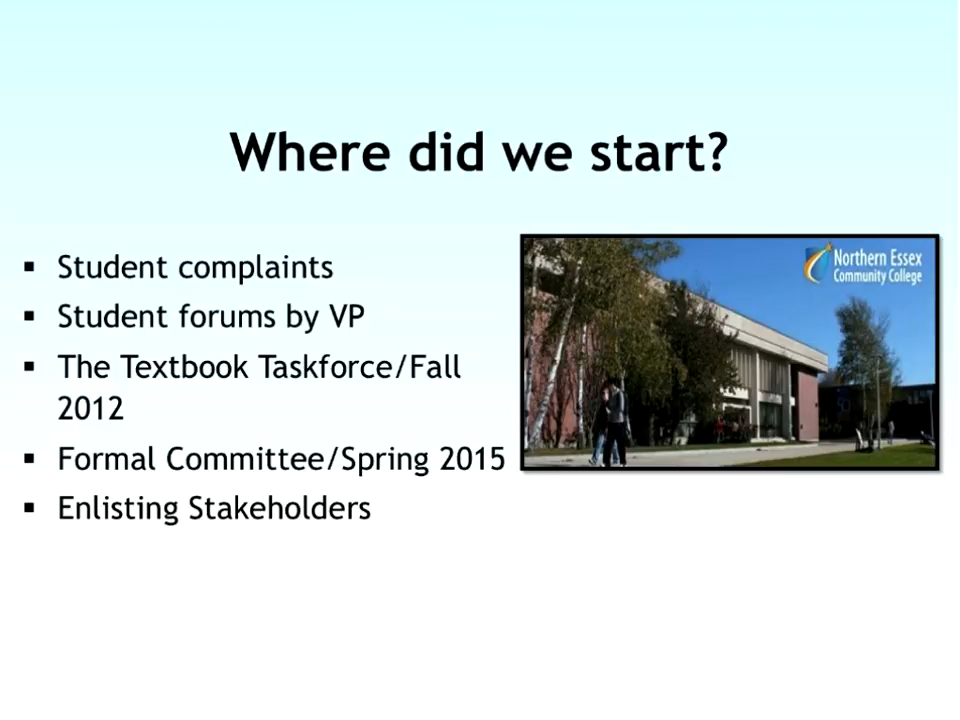 Where did we start?
▪ Student complaints
▪ Student forums by VP
▪ The Textbook Taskforce/Fall
2012
▪ Formal Committee/Spring 2015
▪ Enlisting Stakeholders
Northern Essex
Community College